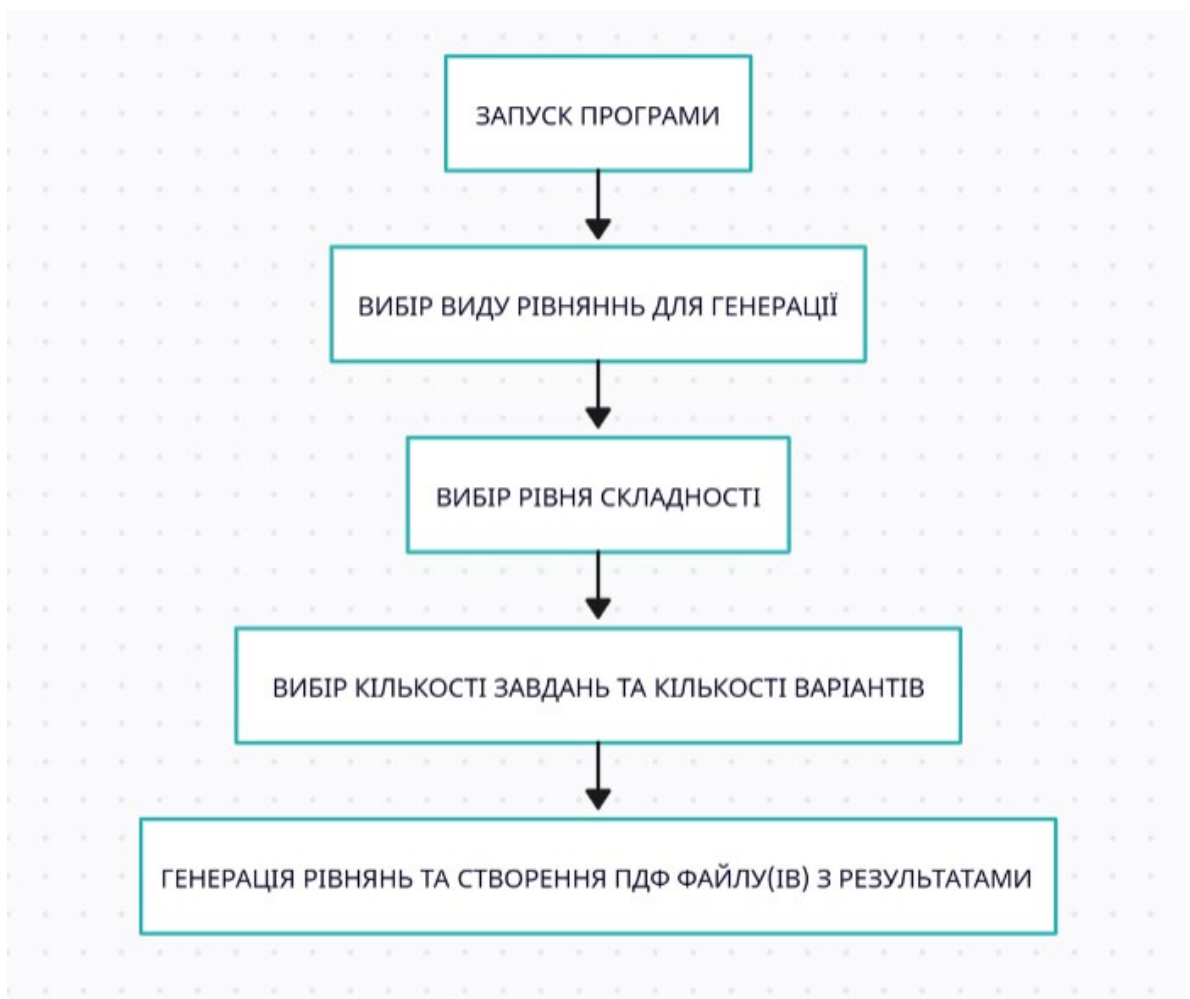 ЗАПУСК ПРОГРАМИ
ВИБІР ВИДУ РІВНЯННЬ ДЛЯ ГЕНЕРАЦІЇ
ВИБІР РІВНЯ СКЛАДНОСТІ
ВИБІР КІЛЬКОСТІ ЗАВДАНЬ ТА КІЛЬКОСТІ ВАРІАНТІВ
ГЕНЕРАЦІЯ РІВНЯНЬ ТА СТВОРЕННЯ ПДФ ФАЙЛУ(ІВ) З РЕЗУЛЬТАТАМИ